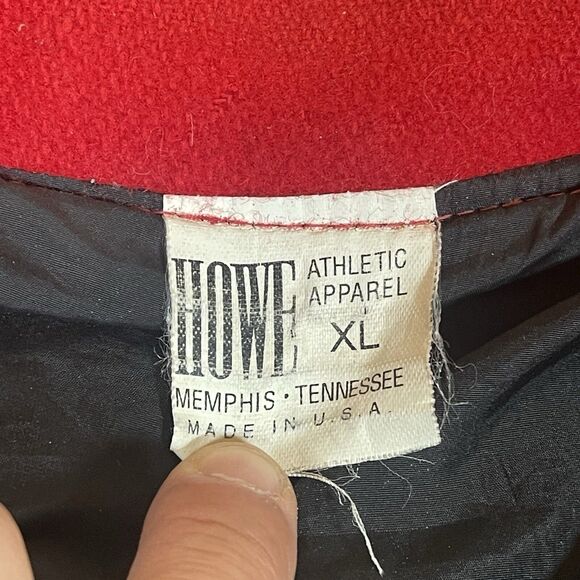 HOWE ATHLETIC
APPAREL
XL
MEMPHIS · TENNESSEE
MADE IN U.S.A.